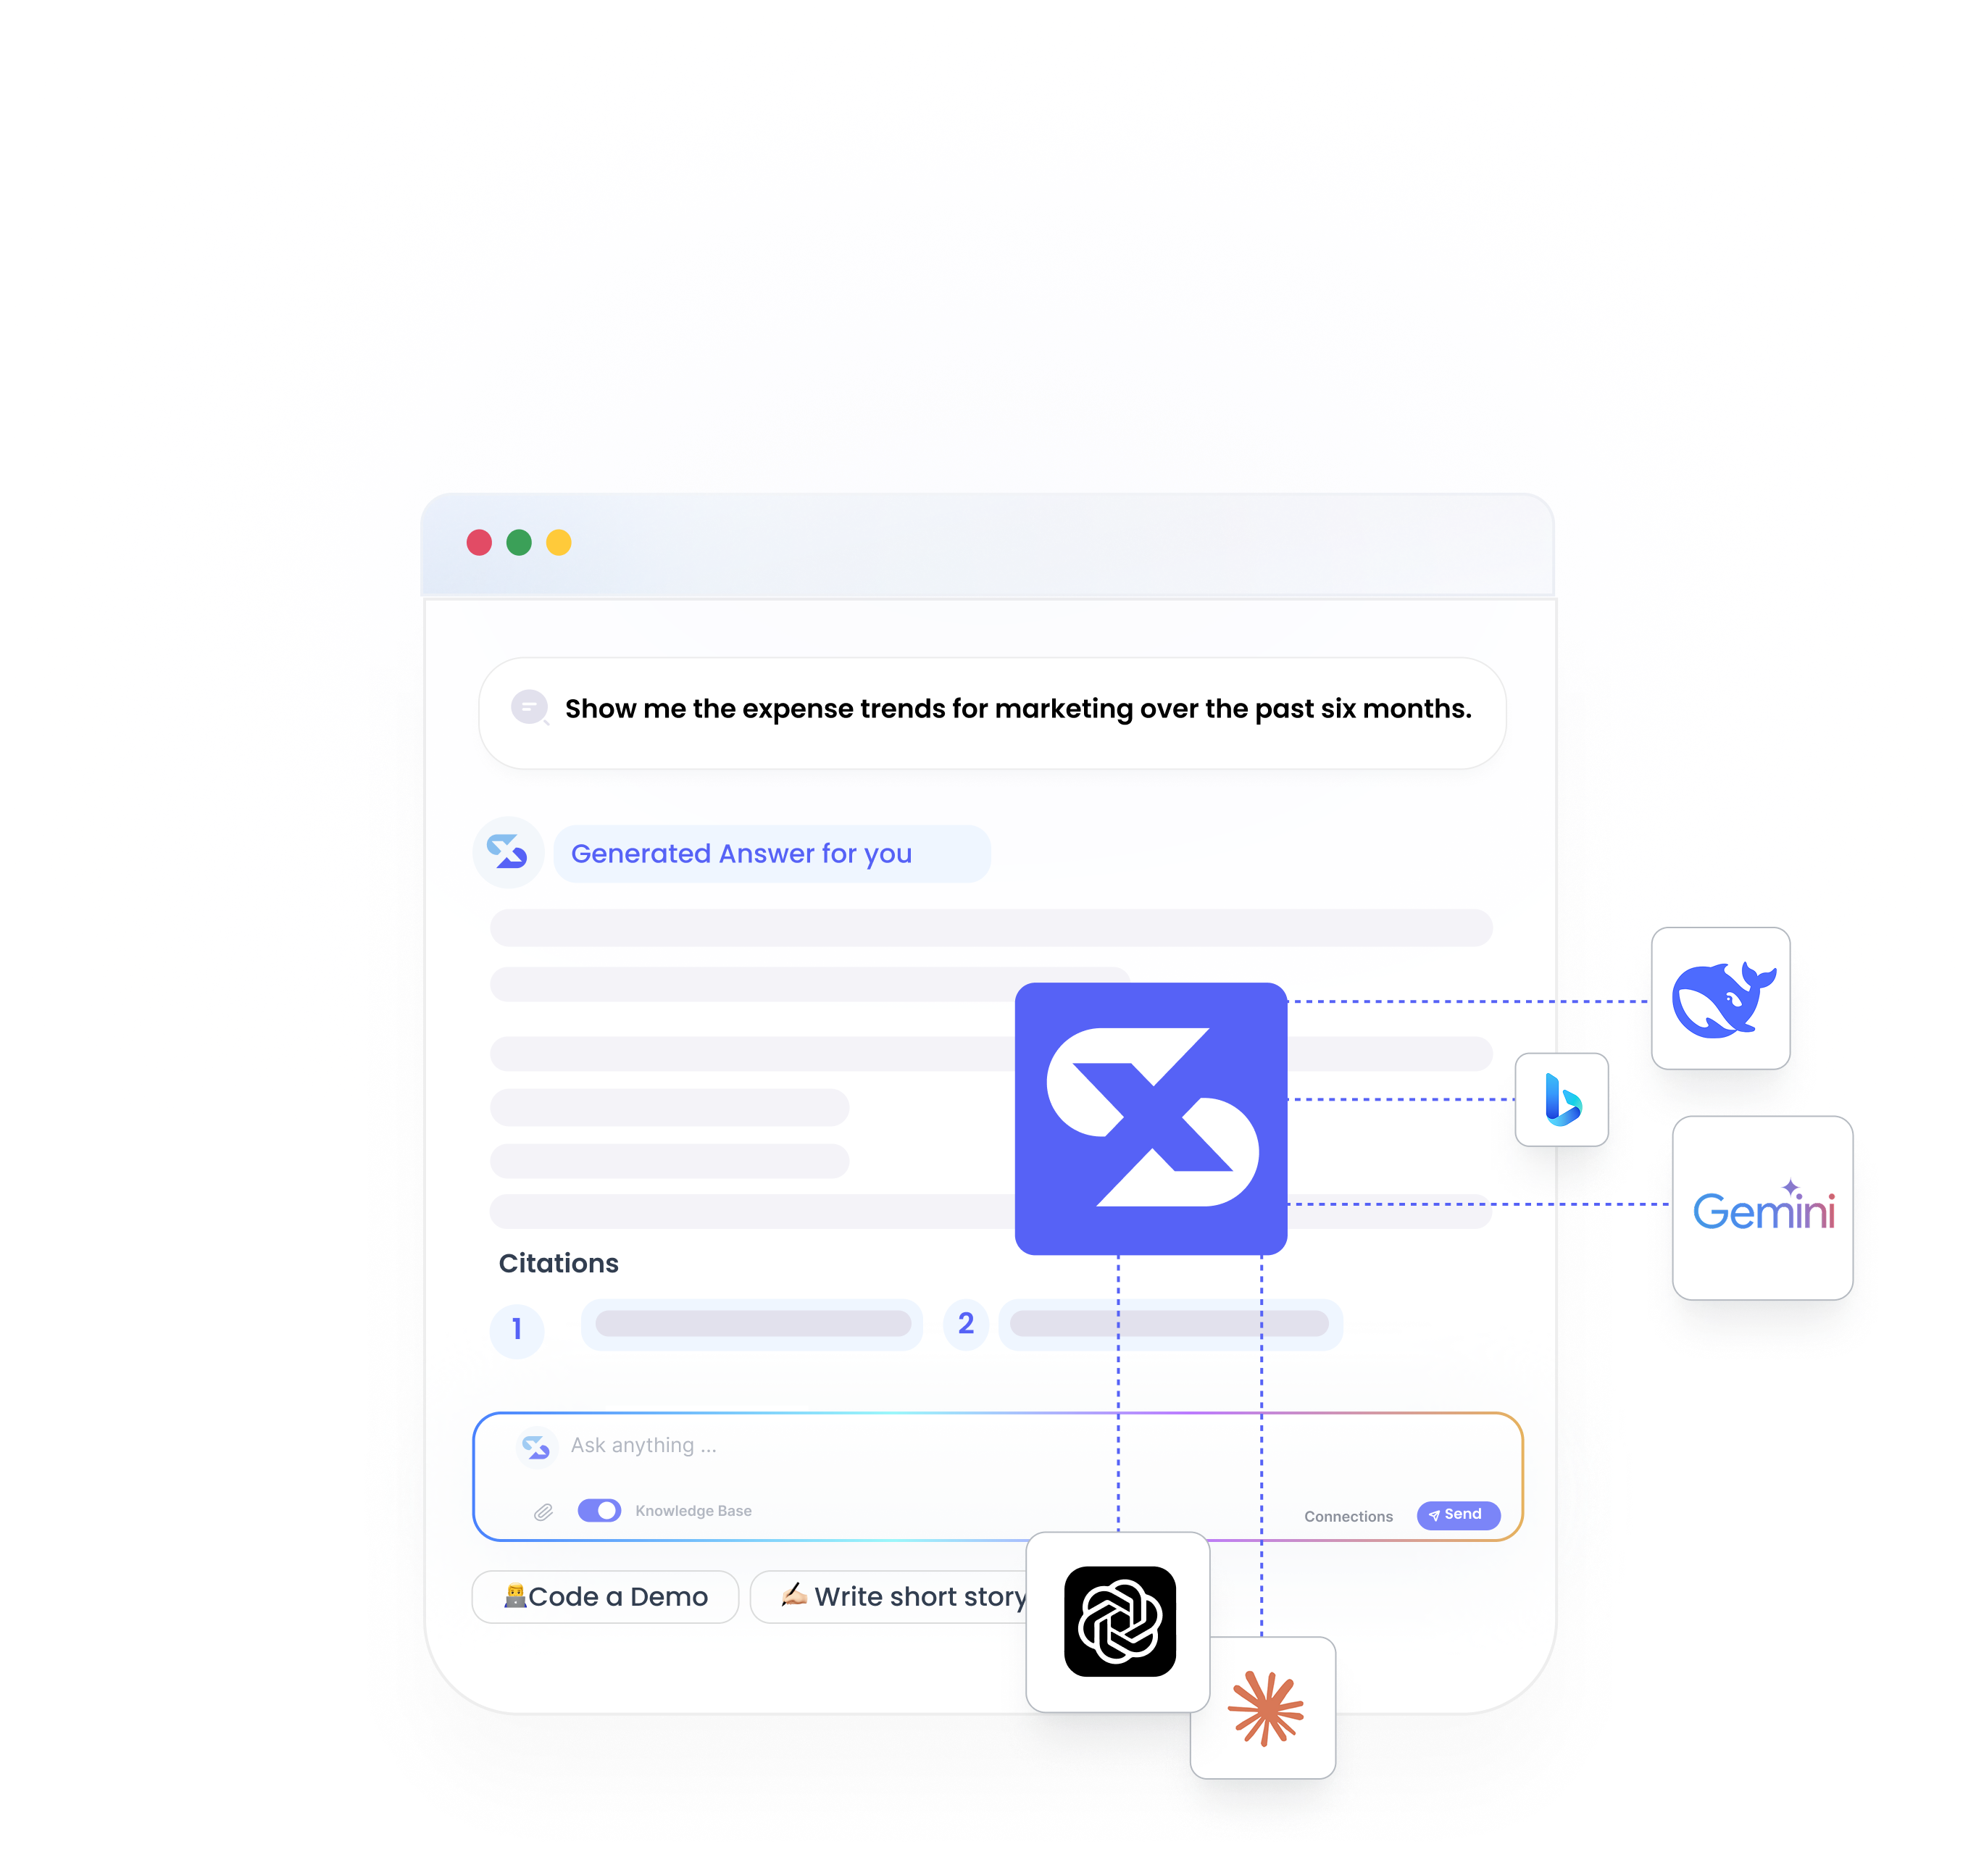 Show me the expense trends for marketing over the past six months.
Generated Answer for you
Gemini
Citations
1
2
Ask anything ...
Knowledge Base
Connections
Send
Code a Demo
Write short story